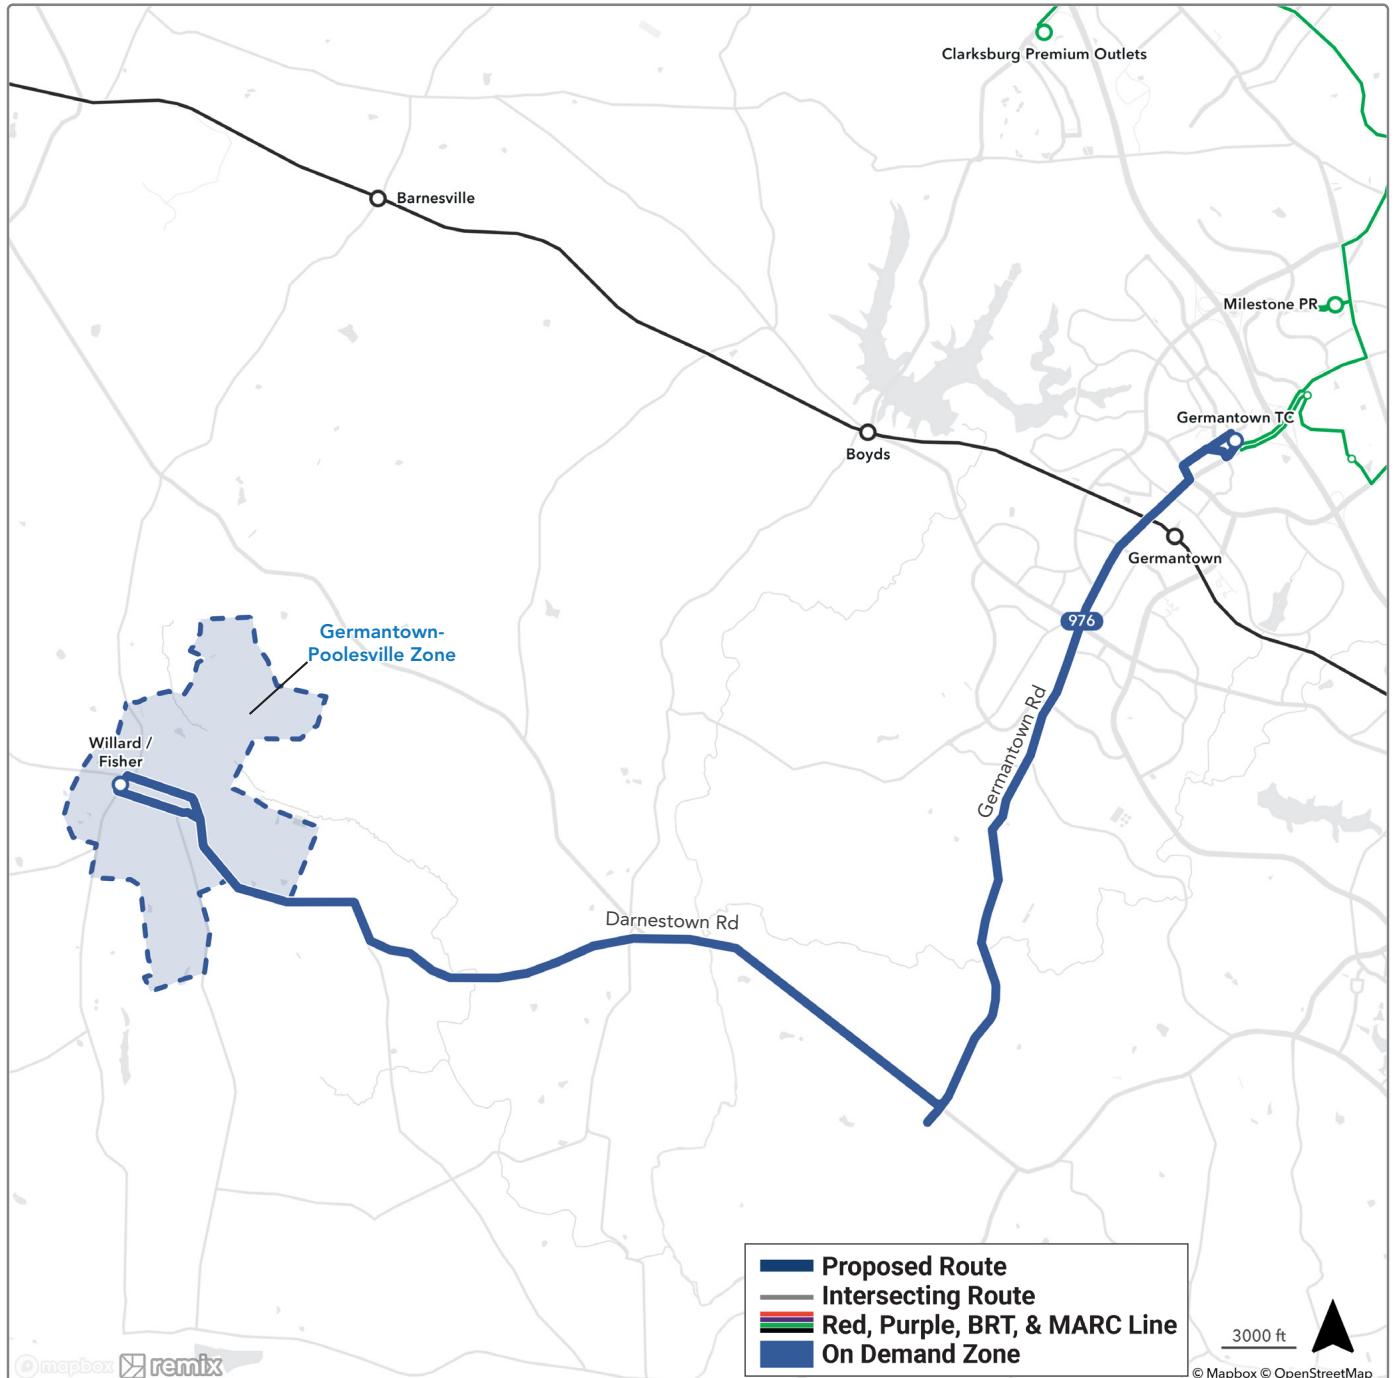 Clarksburg Premium Outlets
Barnesville
Milestone PR
Germantown TC
Boyds
Germantown
976
Germantown-
Poolesville Zone
Germantown Rd
Willard /
Fisher
Darnestown Rd
Proposed Route
Intersecting Route
Red, Purple, BRT, & MARC Line
On Demand Zone
3000 ft
mapbox remix
© Mapbox © OpenStreetMap